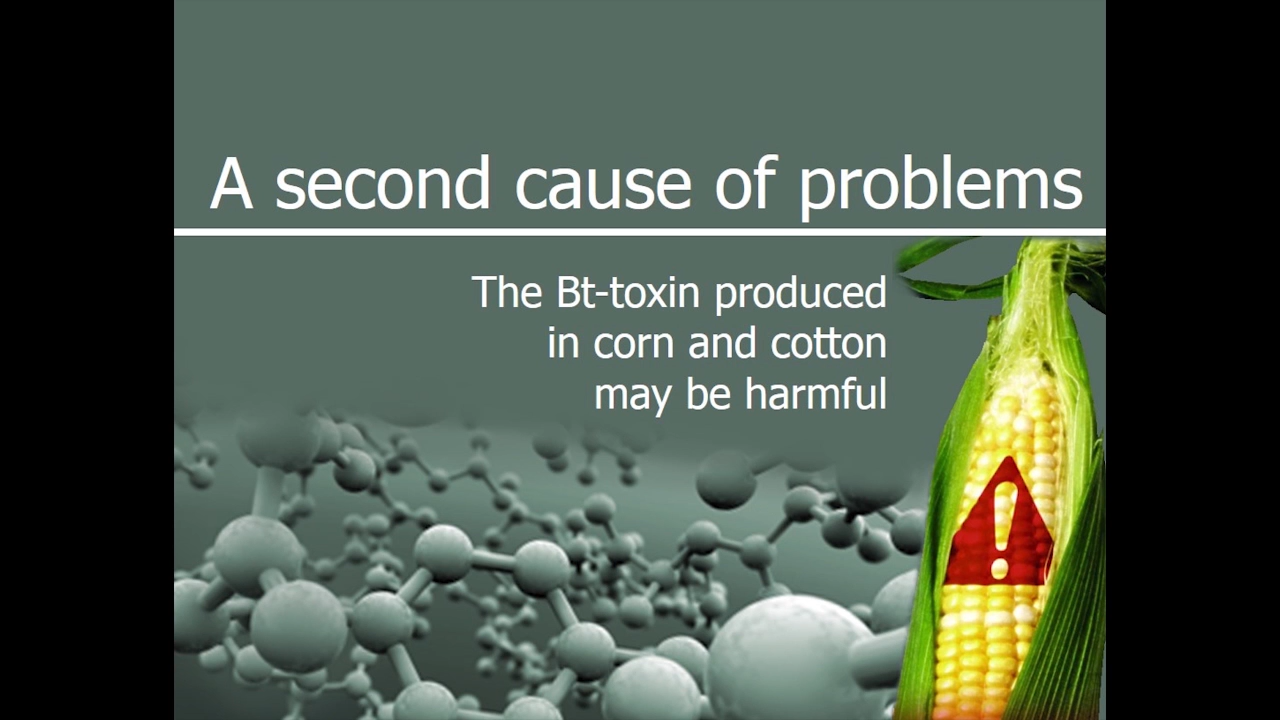 A second cause of problems
The Bt-toxin produced
in corn and cotton
may be harmful
!